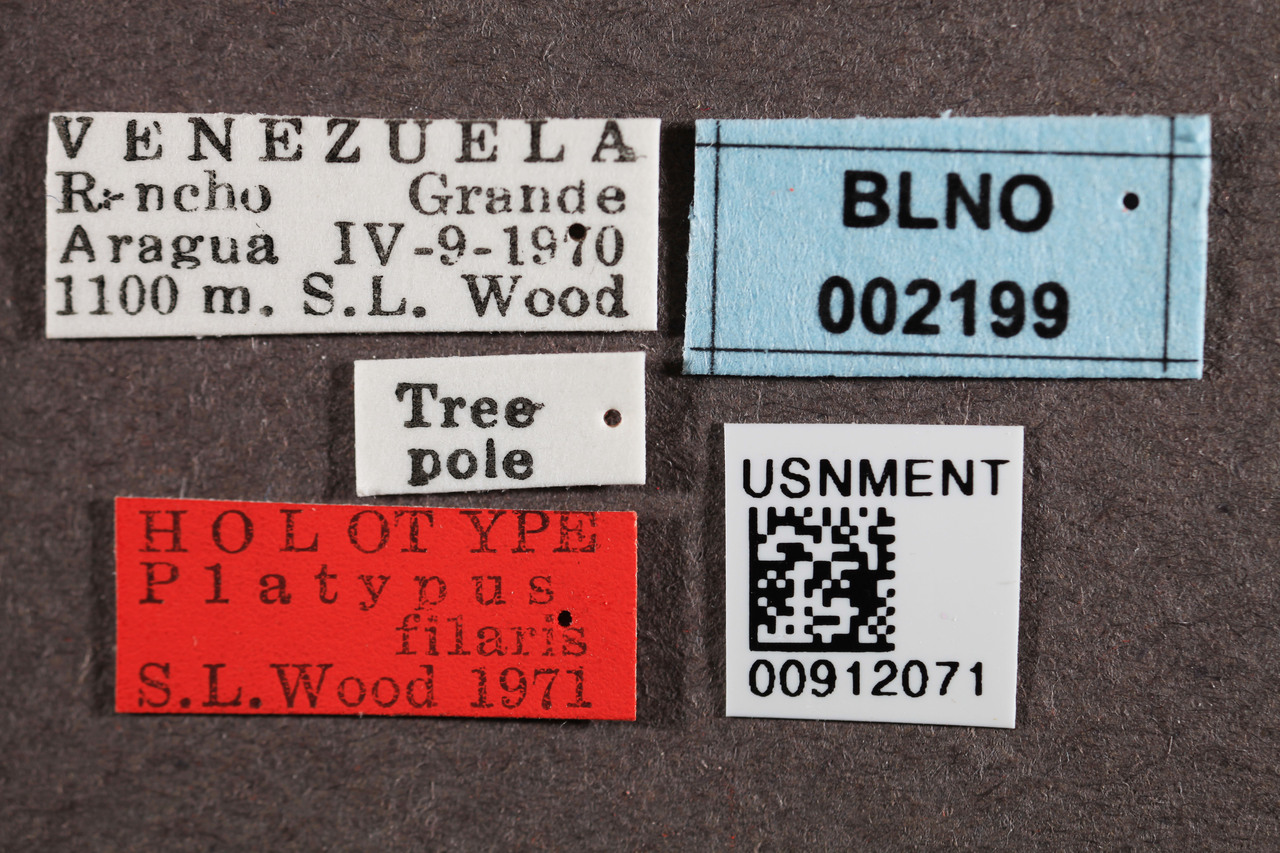 VENEZUELA
Rancho Grande
Aragua IV-9-1970
1100 m. S.L. Wood
BLNO
002199
Tree
pole
HOLOTYPE
Platypus
filaris
S.L. Wood 1971
USNMENT
00912071